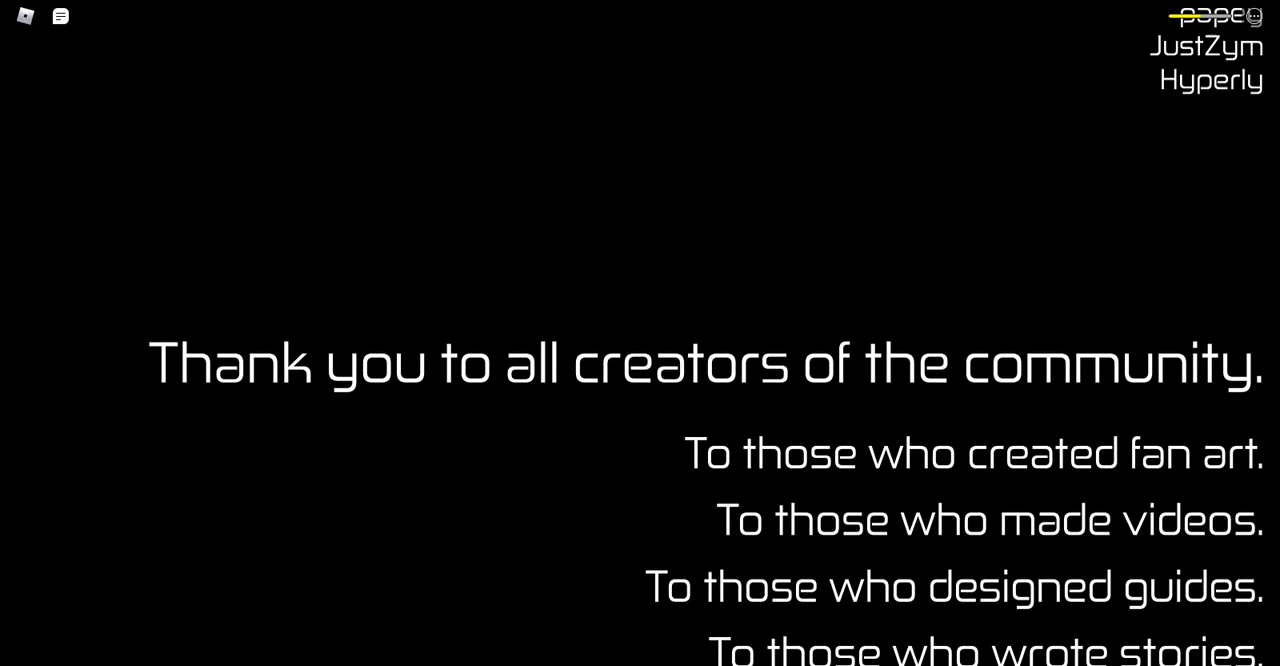 papey
JustZym
Hyperly
Thank you to all creators of the community.
To those who created fan art.
To those who made videos.
To those who designed guides.
To those who wrote stories.